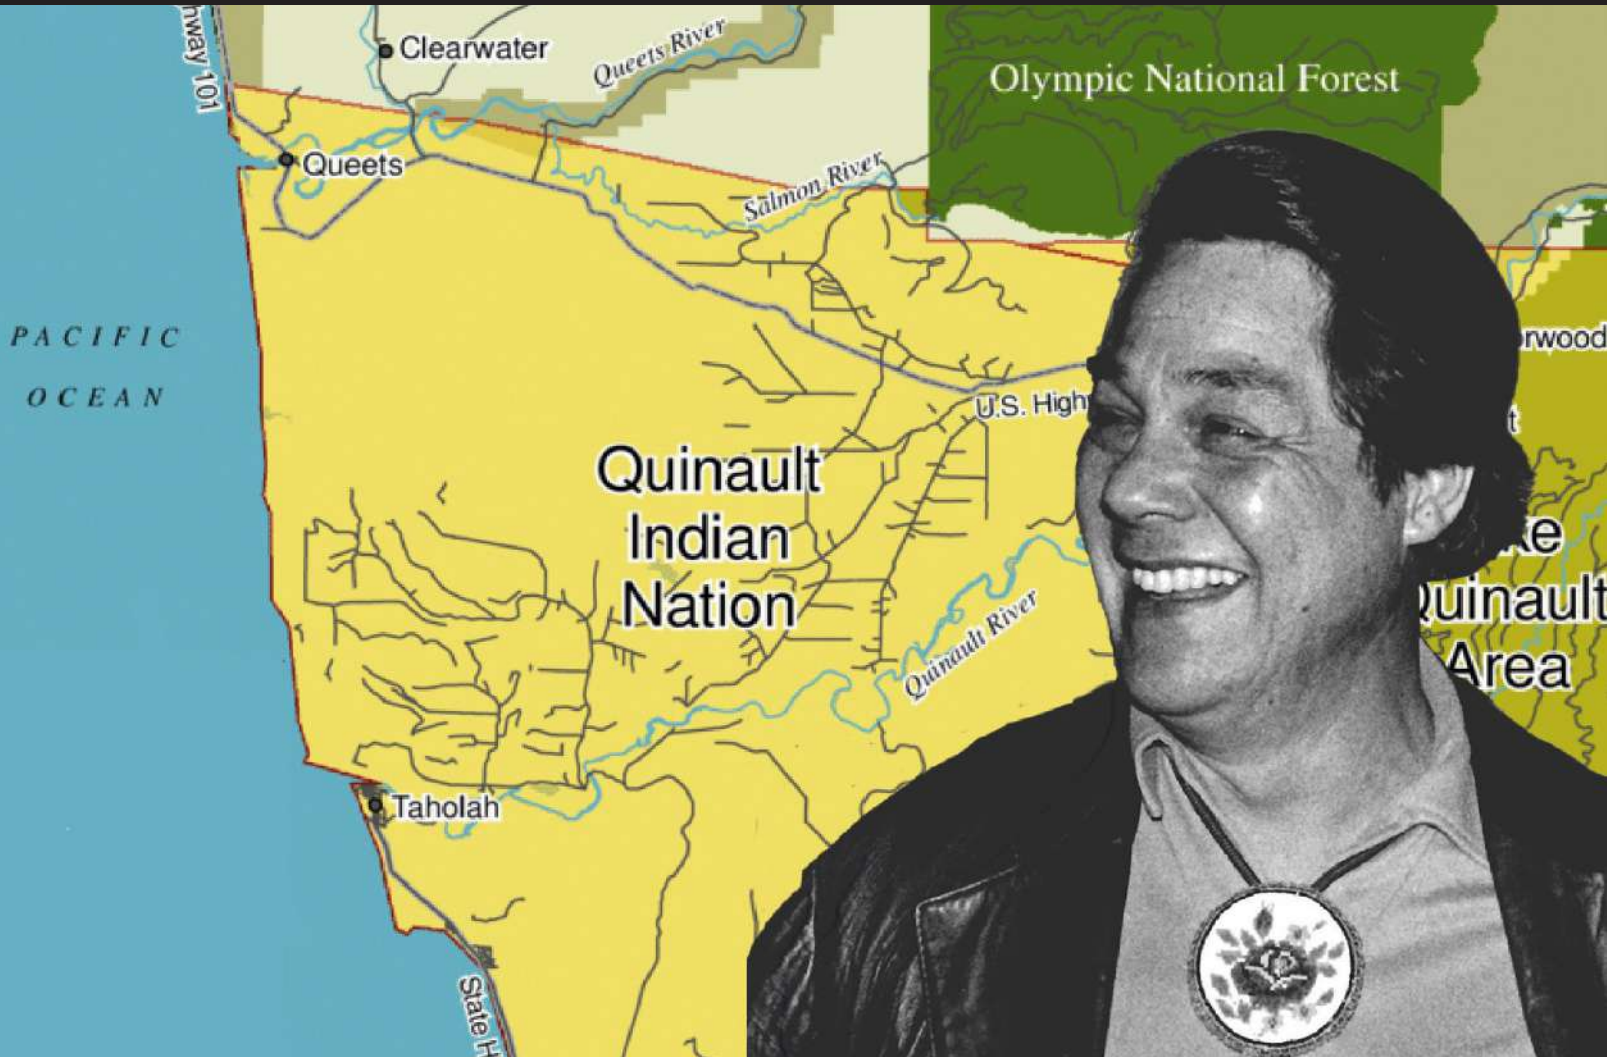 hway 101
Clearwater
Queets River
Olympic National Forest
Queets
Salmon River
PACIFIC
OCEAN
rwood
U.S. High
t
Quinault
Indian
Nation
ke
Quinault
Area
Quinault River
Taholah
State H